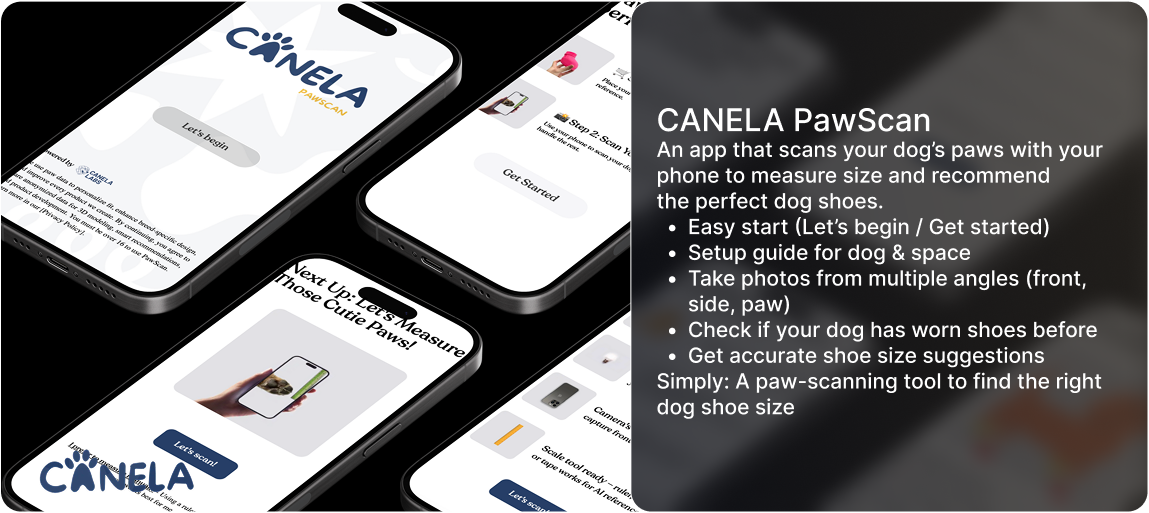 CANELA
PAWSCAN
Let's begin
Powered by CANELA LABS
use paw data to personalize fit, enhance breed-specific design,
improve every product we create. By continuing, you agree to
anonymized data for 3D modeling, smart recommendations,
product development. You must be over 16 to use PawScan.
more in our [Privacy Policy].
Place your
reference.
Step 2: Scan
Use your phone to scan your
handle the rest.
Get Started
Next Up: Let's Measure
Those Cutie Paws!
Let's scan!
Using a
best for me
CANELA
Camera's
capture from
Scale tool ready – ruler,
or tape works for AI
Let's scan!
CANELA PawScan
An app that scans your dog's paws with your
phone to measure size and recommend
the perfect dog shoes.
• Easy start (Let's begin / Get started)
• Setup guide for dog & space
• Take photos from multiple angles (front,
side, paw)
• Check if your dog has worn shoes before
• Get accurate shoe size suggestions
Simply: A paw-scanning tool to find the right
dog shoe size